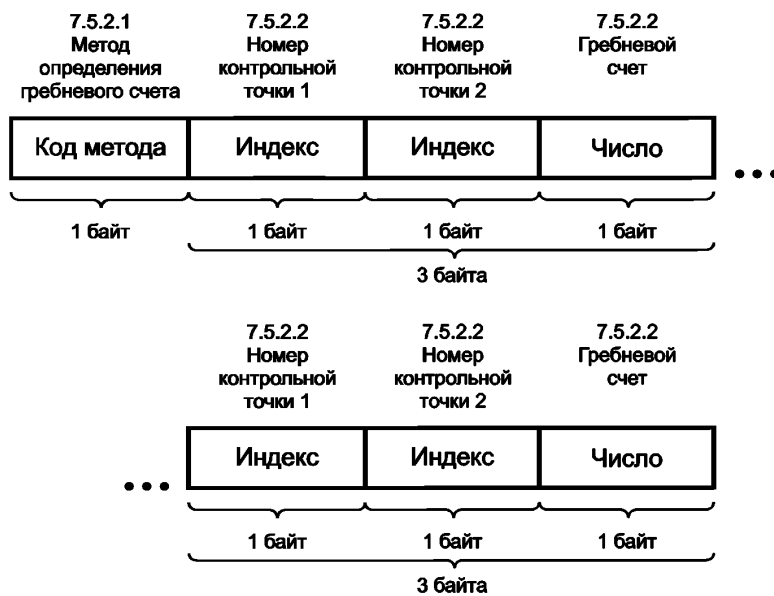 7.5.2.1 7.5.2.2 7.5.2.2 7.5.2.2
Метод Номер Номер Гребневой
определения контрольной контрольной счет
гребневого счета точки 1 точки 2
Код метода Индекс Индекс Число
...
1 байт 1 байт 1 байт 1 байт
3 байта
7.5.2.2 7.5.2.2 7.5.2.2
Номер Номер Гребневой
контрольной контрольной счет
точки 1 точки 2
... Индекс Индекс Число
1 байт 1 байт 1 байт
3 байта